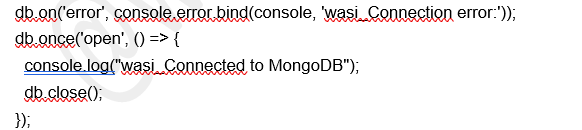 db.on('error', console.error.bind(console, 'wasi_Connection error:'));
db.once('open', () => {
console.log("wasi_Connected to MongoDB");
db.close();
});